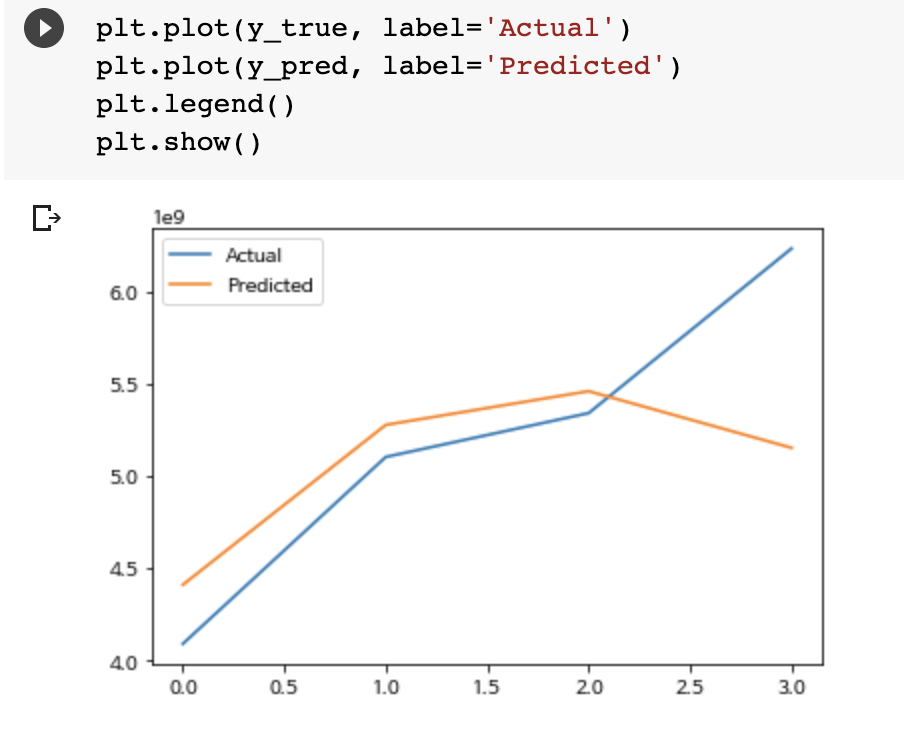 plt.plot(y_true, label='Actual')
plt.plot(y_pred, label='Predicted')
plt.legend()
plt.show()
1e9
Actual
Predicted
6.0
5.5
5.0
4.5
4.0
0.0 0.5 1.0 1.5 2.0 2.5 3.0